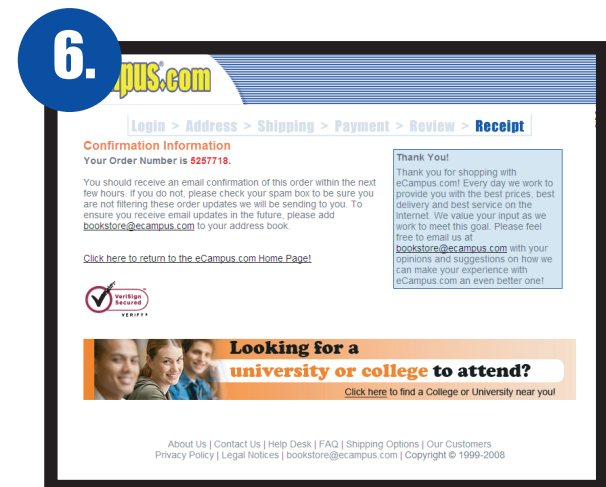 6.
pus.com
Login > Address > Shipping > Payment > Review > Receipt
Confirmation Information
Your Order Number is 5257718.
You should receive an email confirmation of this order within the next
few hours. If you do not, please check your spam box to be sure you
are not filtering these order updates we will be sending to you. To
ensure you receive email updates in the future, please add
bookstore@ecampus.com to your address book.
Click here to return to the eCampus.com Home Page!
Thank You!
Thank you for shopping with
eCampus.com! Every day we work to
provide you with the best prices, best
delivery and best service on the
Internet. We value your input as we
work to meet this goal. Please feel
free to email us at
bookstore@ecampus.com with your
opinions and suggestions on how we
can make your experience with
eCampus.com an even better one!
VeriSign
Secured
VERIFY
Looking for a
university or college to attend?
Click here to find a College or University near you!
About Us | Contact Us | Help Desk | FAQ | Shipping Options | Our Customers
Privacy Policy | Legal Notices | bookstore@ecampus.com | Copyright © 1999-2008